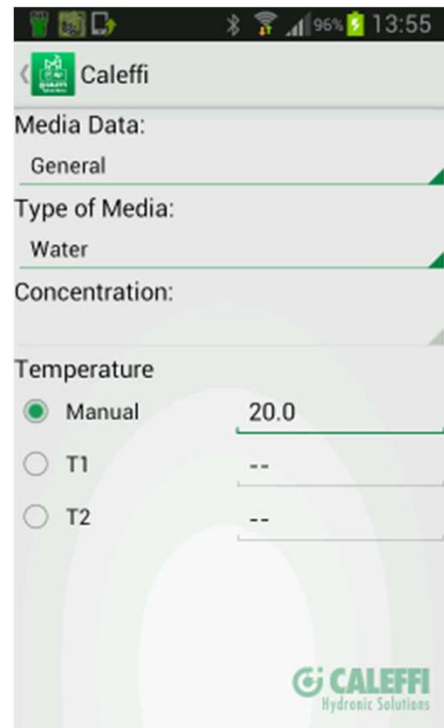 96% 13:55
Caleffi
Media Data:
General
Type of Media:
Water
Concentration:
Temperature
Manual 20.0
T1 --
T2 --
CALEFFI
Hydronic Solutions